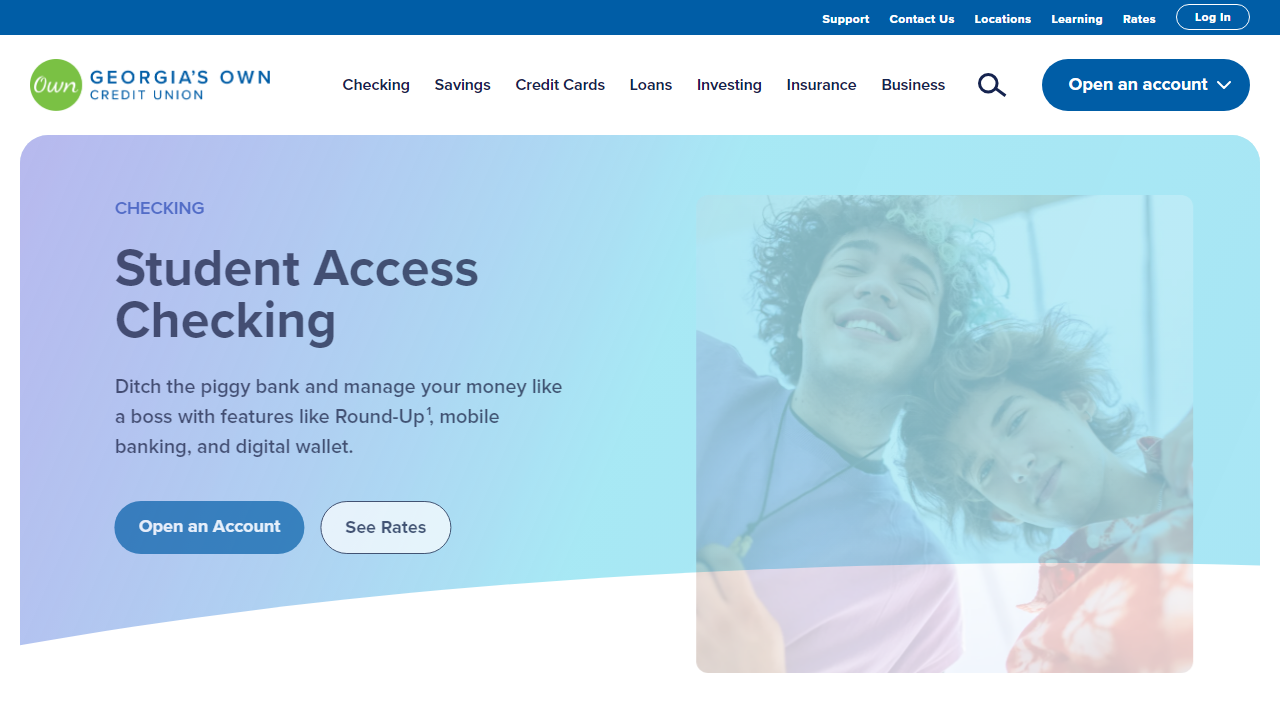 Support Contact Us Locations Learning Rates Log In
Own GEORGIA'S OWN
CREDIT UNION
Checking Savings Credit Cards Loans Investing Insurance Business Open an account
CHECKING
Student Access
Checking
Ditch the piggy bank and manage your money like
a boss with features like Round-Up¹, mobile
banking, and digital wallet.
Open an Account See Rates